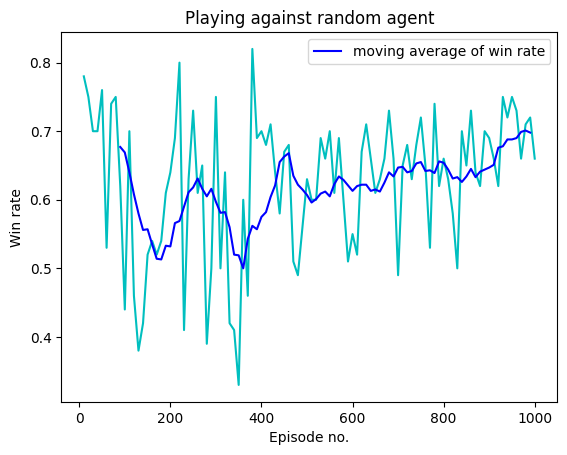 Playing against random agent
moving average of win rate
Win rate
0.8
0.7
0.6
0.5
0.4
0 200 400 600 800 1000
Episode no.